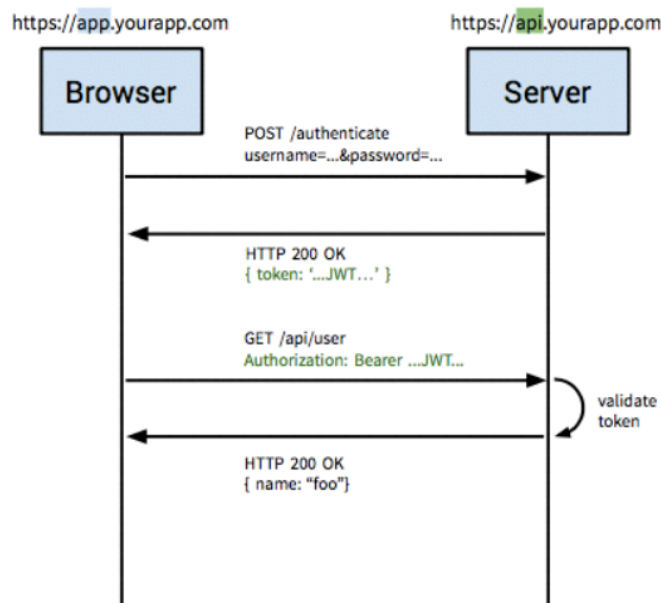 https://app.yourapp.com
https://api.yourapp.com
Browser
Server
POST /authenticate
username=...&password=...
HTTP 200 OK
{ token: ‘...JWT...’ }
GET /api/user
Authorization: Bearer ...JWT...
validate
token
HTTP 200 OK
{ name: “foo”}